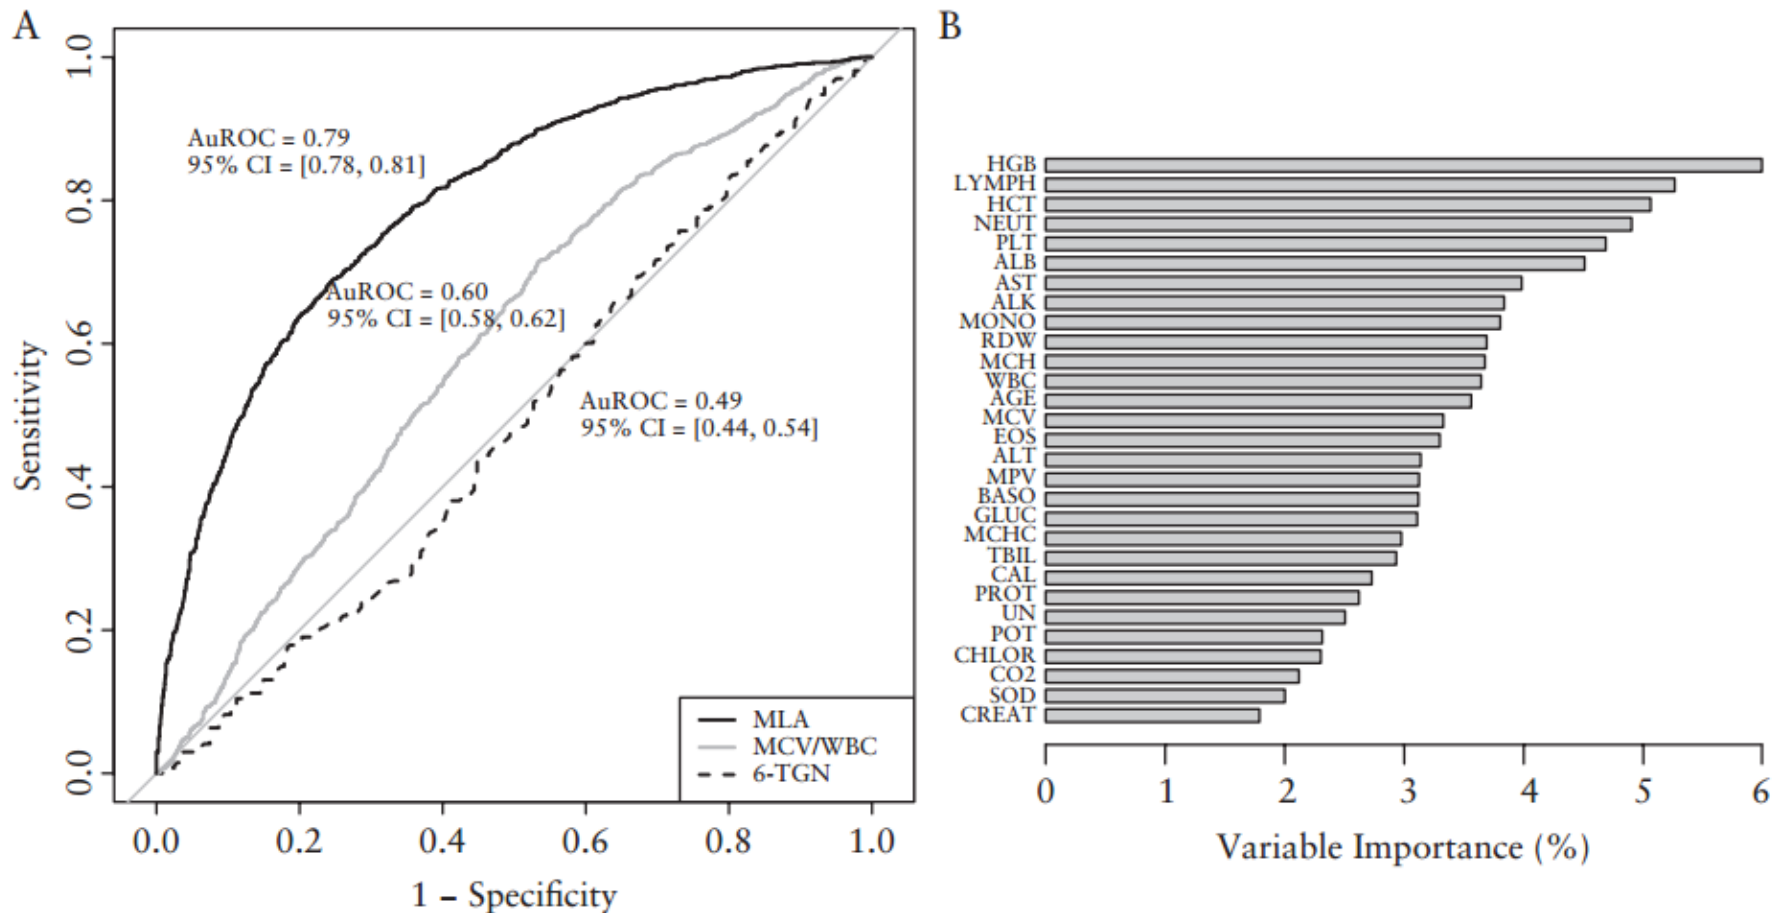 A
Sensitivity
1.0
0.8
0.6
0.4
0.2
0.0
AuROC = 0.79
95% CI = [0.78, 0.81]
AuROC = 0.60
95% CI = [0.58, 0.62]
AuROC = 0.49
95% CI = [0.44, 0.54]
MLA
MCV/WBC
6-TGN
0.0 0.2 0.4 0.6 0.8 1.0
1 – Specificity
B
HGB
LYMPH
HCT
NEUT
PLT
ALB
AST
ALK
MONO
RDW
MCH
WBC
AGE
MCV
EOS
ALT
MPV
BASO
GLUC
MCHC
TBIL
CAL
PROT
UN
POT
CHLOR
CO2
SOD
CREAT
0 1 2 3 4 5 6
Variable Importance (%)